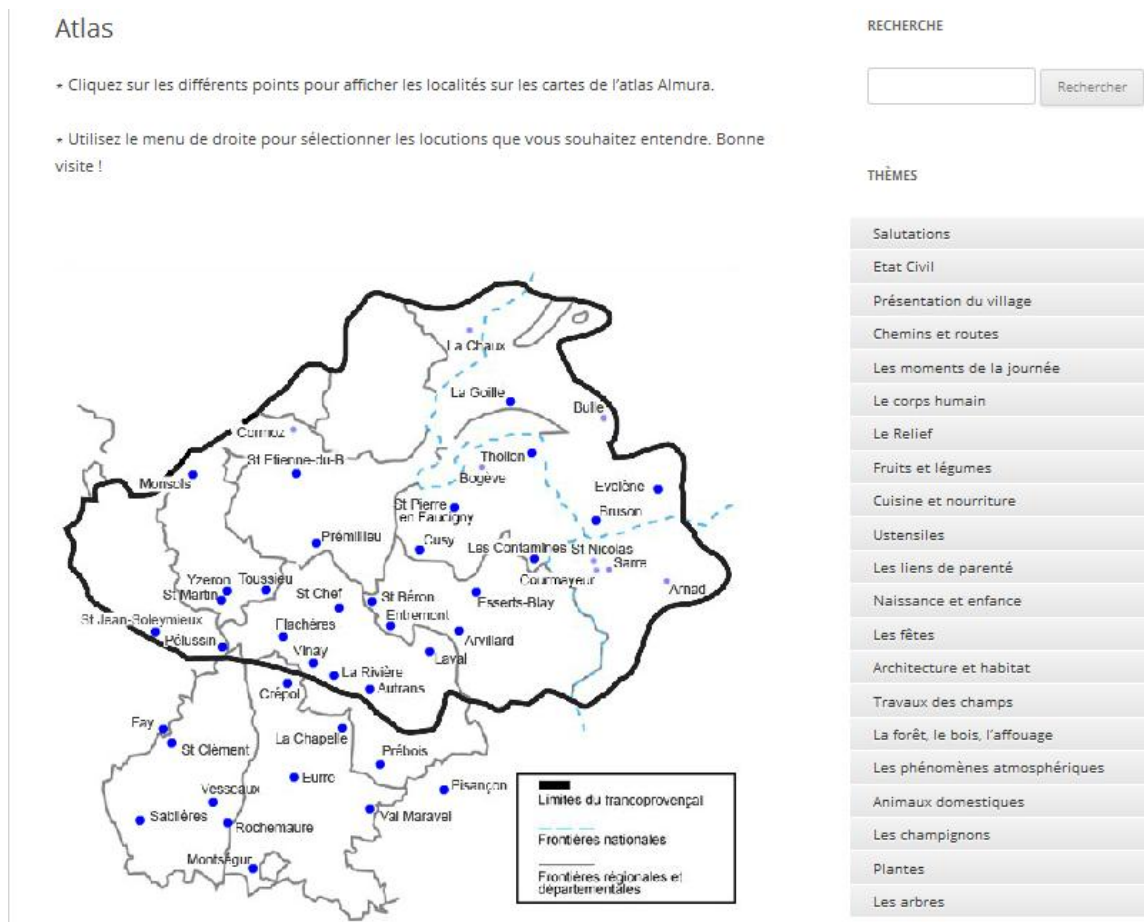 Atlas
* Cliquez sur les différents points pour afficher les localités sur les cartes de l'atlas Almura.
* Utilisez le menu de droite pour sélectionner les locutions que vous souhaitez entendre. Bonne
visite !
La Chaux
La Goille
Bulle
Cormoz
St Etienne-du-B
Thollon
Monsols
Bogève
Evolène
St Pierre
en Faucigny
Bruson
Prémillieu
Cusy
Les Contamines
St Nicolas
Sarre
Yzeron
Toussieu
Courmayeur
Arnad
St Martin
St Chef
St Béron
Esserts-Blay
St Jean-Soleymieux
Entremont
Flachères
Pélussin
Arvillard
Vinay
Laval
La Rivière
Crépol
Autrans
Fay
La Chapelle
St Clément
Prébois
Eurre
Pisançon
Vesseaux
Sablières
Val Maravel
Rochemaure
Montségur
Limites du francoprovençal
Frontières nationales
Frontières régionales et
départementales
RECHERCHE
Rechercher
THÈMES
Salutations
Etat Civil
Présentation du village
Chemins et routes
Les moments de la journée
Le corps humain
Le Relief
Fruits et légumes
Cuisine et nourriture
Ustensiles
Les liens de parenté
Naissance et enfance
Les fêtes
Architecture et habitat
Travaux des champs
La forêt, le bois, l'affouage
Les phénomènes atmosphériques
Animaux domestiques
Les champignons
Plantes
Les arbres